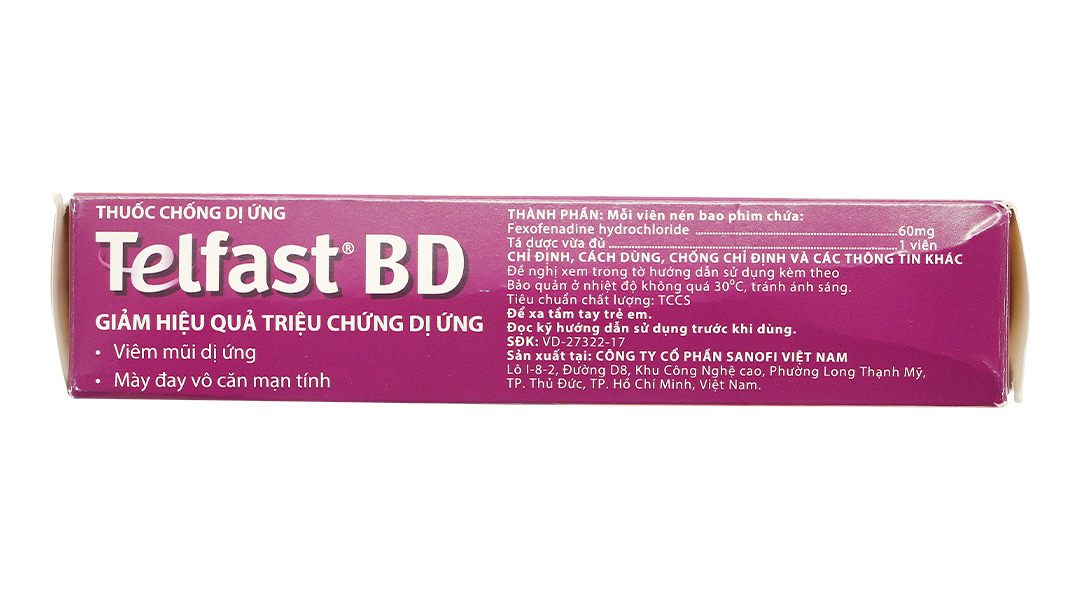 THUỐC CHỐNG DỊ ỨNG
Telfast® BD
GIẢM HIỆU QUẢ TRIỆU CHỨNG DỊ ỨNG
• Viêm mũi dị ứng
• Mày đay vô căn mạn tính
THÀNH PHẦN: Mỗi viên nén bao phim chứa:
Fexofenadine hydrochloride ........................................ 60mg
Tá dược vừa đủ ........................................................ 1 viên
CHỈ ĐỊNH, CÁCH DÙNG, CHỐNG CHỈ ĐỊNH VÀ CÁC THÔNG TIN KHÁC
Đề nghị xem trong tờ hướng dẫn sử dụng kèm theo
Bảo quản ở nhiệt độ không quá 30⁰C, tránh ánh sáng.
Tiêu chuẩn chất lượng: TCCS
Để xa tầm tay trẻ em.
Đọc kỹ hướng dẫn sử dụng trước khi dùng.
SĐK: VD-27322-17
Sản xuất tại: CÔNG TY CỔ PHẦN SANOFI VIỆT NAM
Lô I-8-2, Đường D8, Khu Công Nghệ cao, Phường Long Thạnh Mỹ,
TP. Thủ Đức, TP. Hồ Chí Minh, Việt Nam.